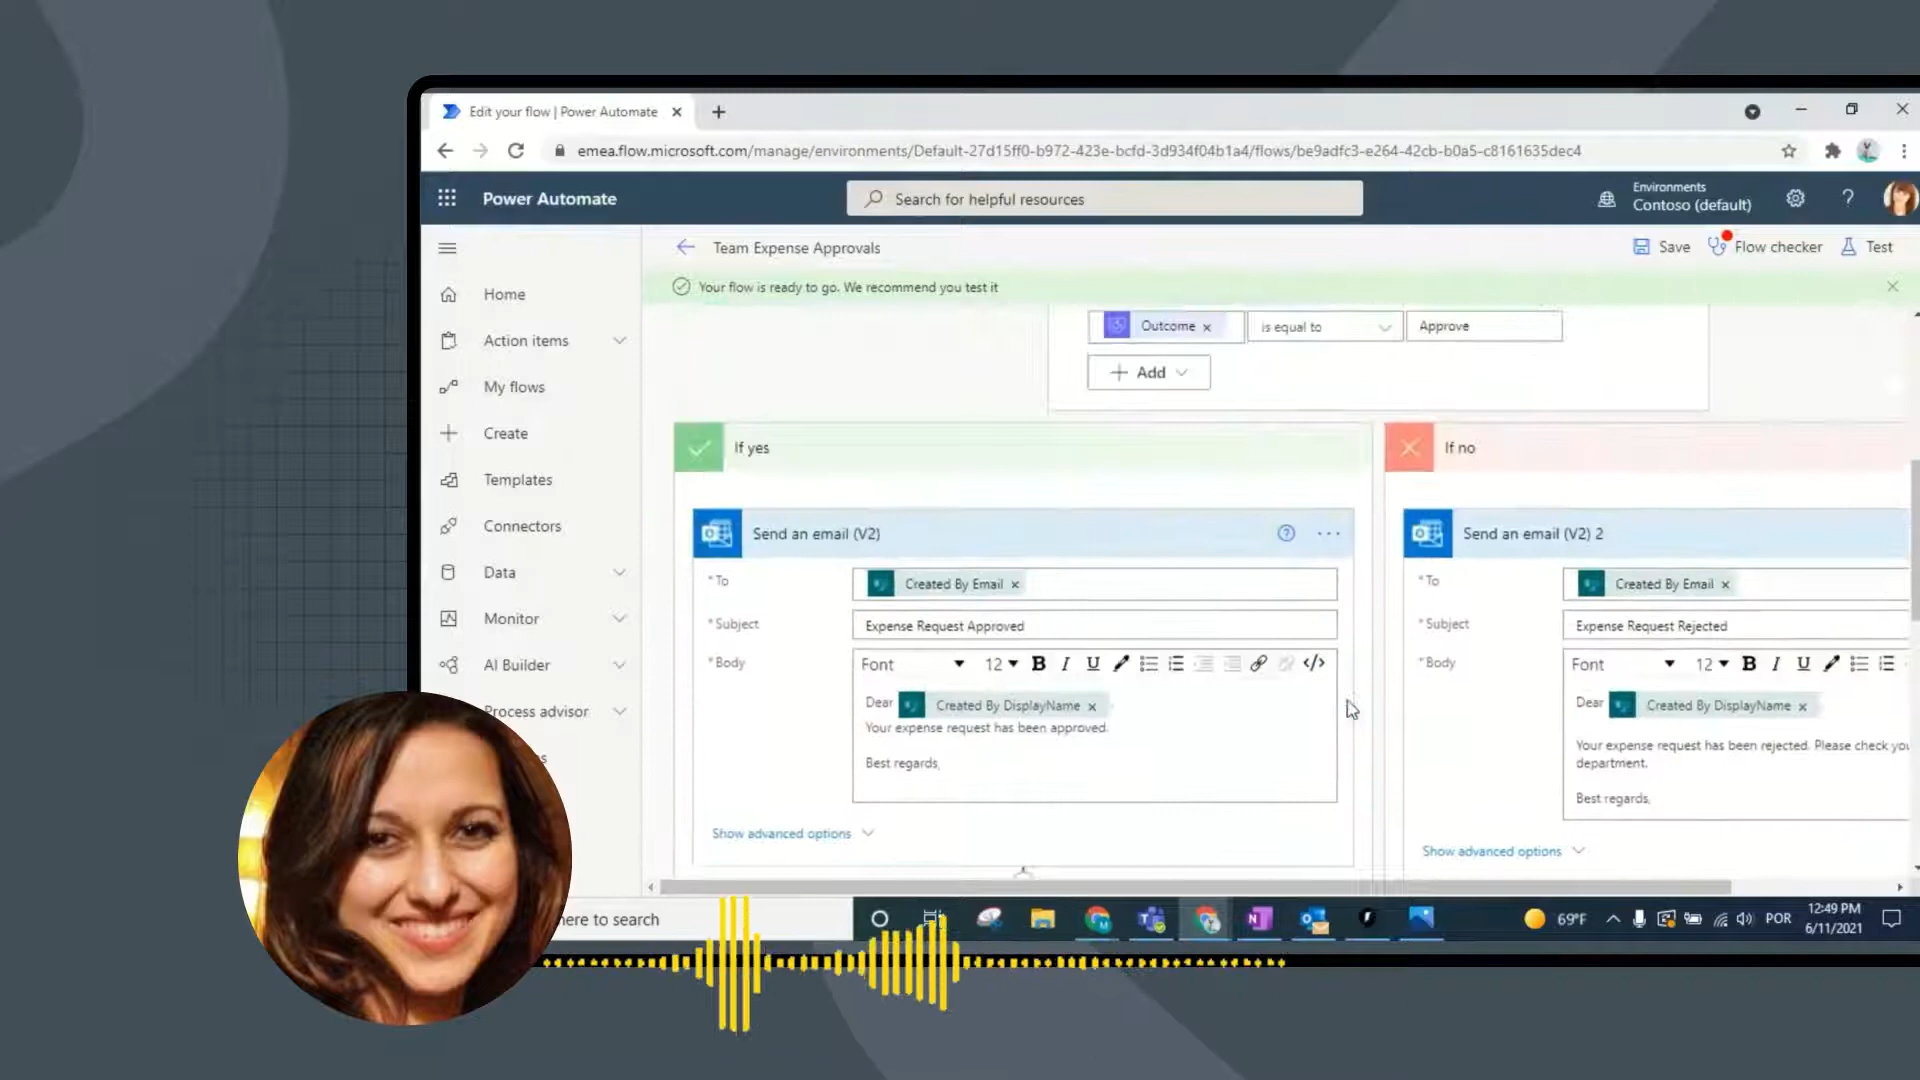 Edit your flow | Power Automate
emea.flow.microsoft.com/manage/environments/Default-27d15ff0-b972-423e-bcfd-3d934f04b1a4/flows/be9adfc3-e264-42cb-b0a5-c8161635dec4
Power Automate
Search for helpful resources
Environments
Contoso (default)
Team Expense Approvals
Save
Flow checker
Test
Your flow is ready to go. We recommend you test it
Home
Action items
My flows
Create
Templates
Connectors
Data
Monitor
AI Builder
Process advisor
Outcome
is equal to
Approve
Add
If yes
Send an email (V2)
* To
Created By Email
* Subject
Expense Request Approved
* Body
Font
12
B I U </>
Dear Created By DisplayName
Your expense request has been approved.
Best regards,
Show advanced options
If no
Send an email (V2) 2
* To
Created By Email
* Subject
Expense Request Rejected
* Body
Font
12
B I U
Dear Created By DisplayName
Your expense request has been rejected. Please check
department.
Best regards,
Show advanced options
here to search
69°F
POR
12:49 PM
6/11/2021